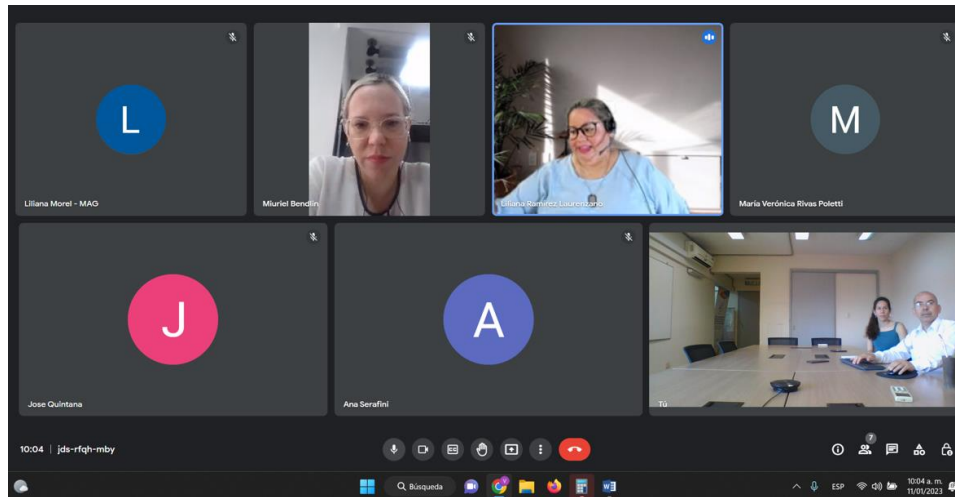 L
Liliana Morel - MAG
Miuriel Bendlin
Liliana Ramirez Laurenzano
M
María Verónica Rivas Poletti
J
Jose Quintana
A
Ana Serafini
Tú
10:04 | jds-rfqh-mby
7
Búsqueda
ESP
10:04 a. m.
11/01/2023